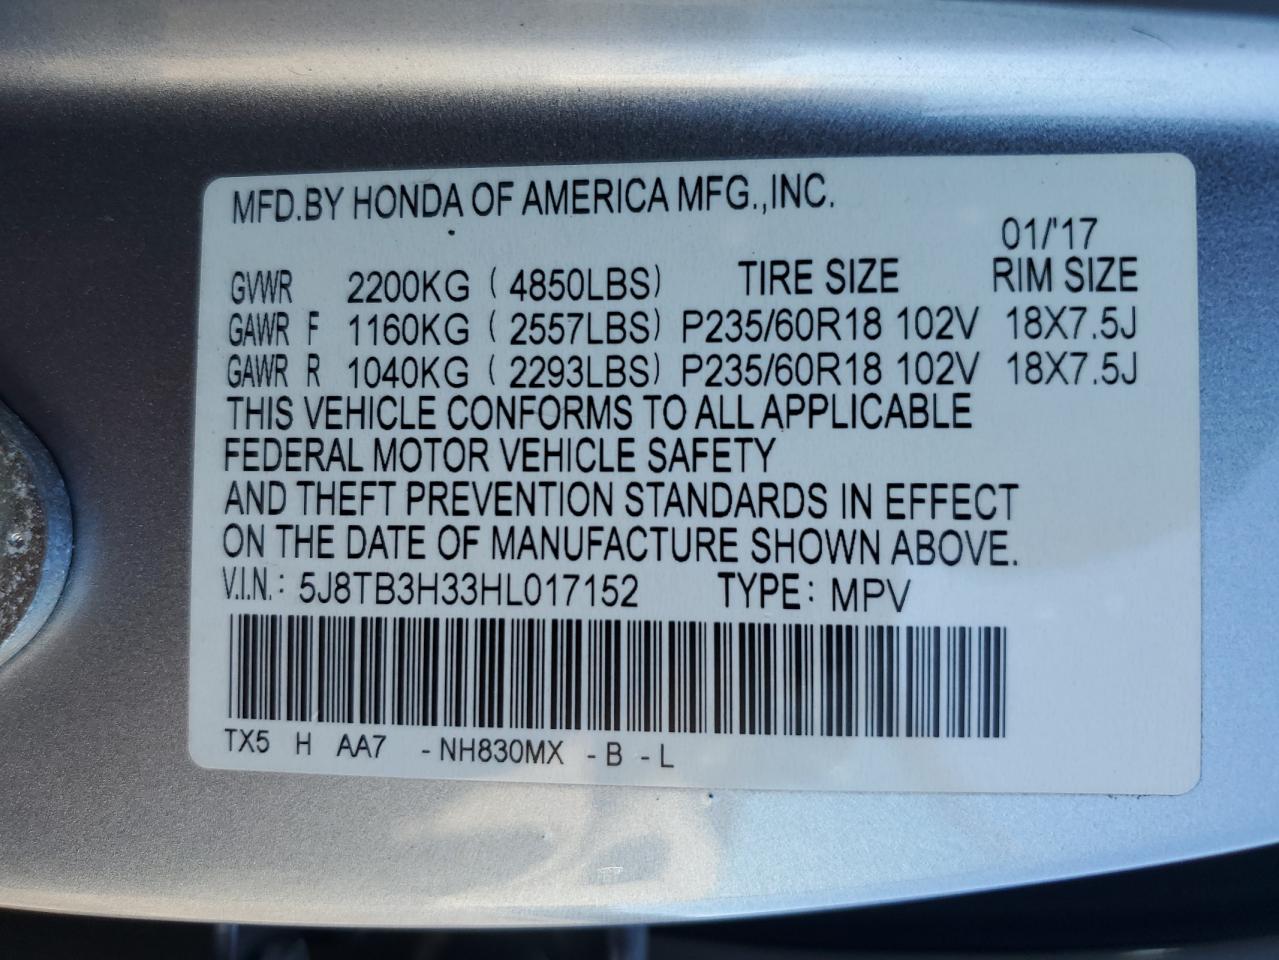 MFD.BY HONDA OF AMERICA MFG.,INC.
01/'17
GVWR 2200KG ( 4850LBS) TIRE SIZE RIM SIZE
GAWR F 1160KG ( 2557LBS) P235/60R18 102V 18X7.5J
GAWR R 1040KG ( 2293LBS) P235/60R18 102V 18X7.5J
THIS VEHICLE CONFORMS TO ALL APPLICABLE
FEDERAL MOTOR VEHICLE SAFETY
AND THEFT PREVENTION STANDARDS IN EFFECT
ON THE DATE OF MANUFACTURE SHOWN ABOVE.
V.I.N.: 5J8TB3H33HL017152 TYPE: MPV
TX5 H AA7 - NH830MX - B - L